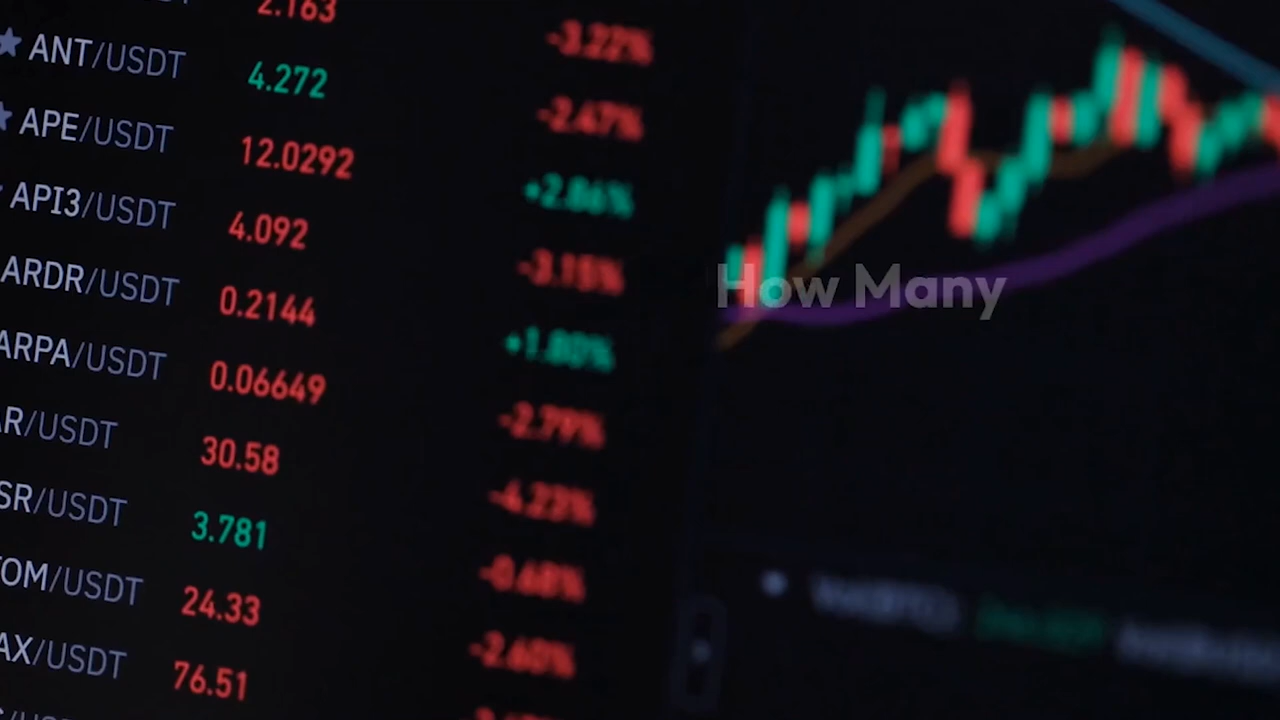 2.163 -3.22%
ANT/USDT 4.272 -2.47%
APE/USDT 12.0292 +2.86%
API3/USDT 4.092 -3.15%
ARDR/USDT 0.2144 +1.80%
ARPA/USDT 0.06649 -2.79%
R/USDT 30.58 -4.23%
SR/USDT 3.781 -0.68%
OM/USDT 24.33 -2.60%
AX/USDT 76.51
How Many